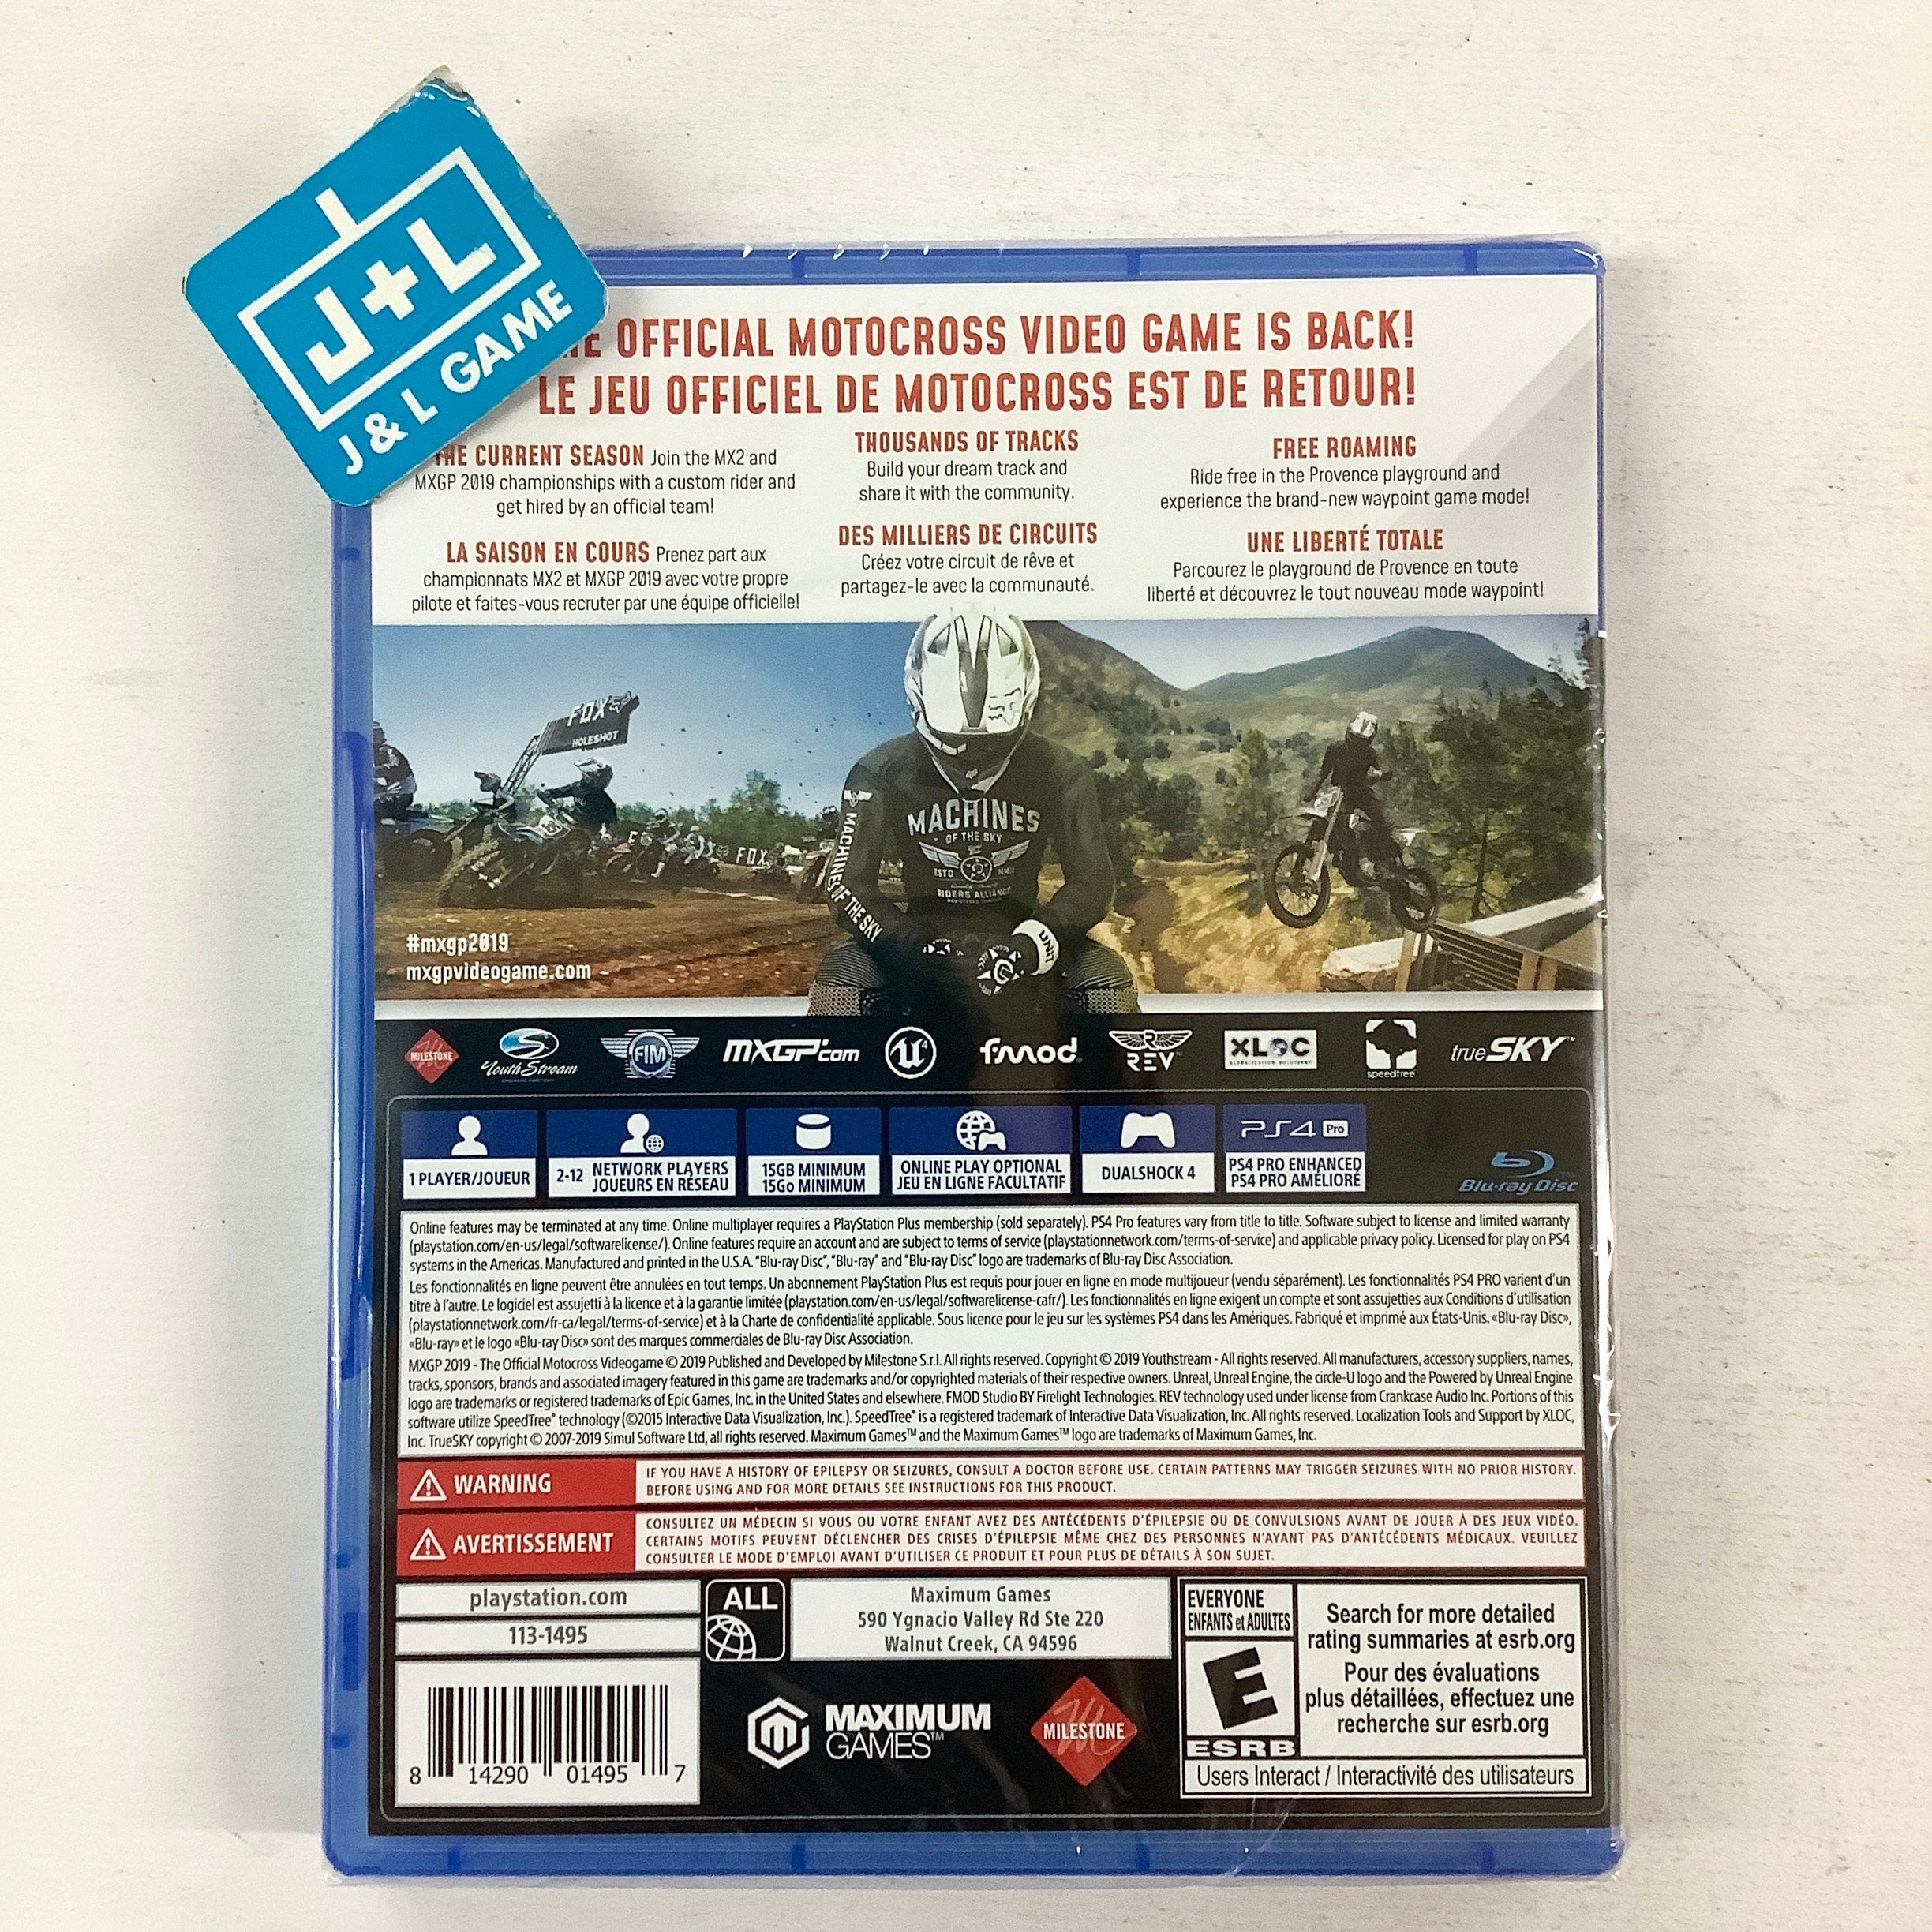 J+L
J & L GAME
OFFICIAL MOTOCROSS VIDEO GAME IS BACK!
LE JEU OFFICIEL DE MOTOCROSS EST DE RETOUR!
THE CURRENT SEASON Join the MX2 and
MXGP 2019 championships with a custom rider and
get hired by an official team!
LA SAISON EN COURS Prenez part aux
championnats MX2 et MXGP 2019 avec votre propre
pilote et faites-vous recruter par une équipe officielle!
THOUSANDS OF TRACKS
Build your dream track and
share it with the community.
DES MILLIERS DE CIRCUITS
Créez votre circuit de rêve et
partagez-le avec la communauté.
FREE ROAMING
Ride free in the Provence playground and
experience the brand-new waypoint game mode!
UNE LIBERTÉ TOTALE
Parcourez le playground de Provence en toute
liberté et découvrez le tout nouveau mode waypoint!
FOX
HOLESHOT
FOX
MACHINES
OF THE SKY
ESTD
RIDERS ALLIANCE
MACHINES OF THE SKY
UNIT
#mxgp2019
mxgpvideogame.com
MILESTONE
YouthStream
FIM
MXGP.com
U4
fmod
REV
XLOC
speedtree
trueSKY™
1 PLAYER/JOUEUR
2-12 NETWORK PLAYERS
JOUEURS EN RÉSEAU
15GB MINIMUM
15Go MINIMUM
ONLINE PLAY OPTIONAL
JEU EN LIGNE FACULTATIF
DUALSHOCK 4
PS4 Pro
PS4 PRO ENHANCED
PS4 PRO AMÉLIORÉ
Blu-ray Disc
Online features may be terminated at any time. Online multiplayer requires a PlayStation Plus membership (sold separately). PS4 Pro features vary from title to title. Software subject to license and limited warranty
(playstation.com/en-us/legal/softwarelicense/). Online features require an account and are subject to terms of service (playstationnetwork.com/terms-of-service) and applicable privacy policy. Licensed for play on PS4
systems in the Americas. Manufactured and printed in the U.S.A. "Blu-ray Disc", "Blu-ray" and "Blu-ray Disc" logo are trademarks of Blu-ray Disc Association.
Les fonctionnalités en ligne peuvent être annulées en tout temps. Un abonnement PlayStation Plus est requis pour jouer en ligne en mode multijoueur (vendu séparément). Les fonctionnalités PS4 PRO varient d'un
titre à l'autre. Le logiciel est assujetti à la licence et à la garantie limitée (playstation.com/en-us/legal/softwarelicense-cafr/). Les fonctionnalités en ligne exigent un compte et sont assujetties aux Conditions d'utilisation
(playstationnetwork.com/fr-ca/legal/terms-of-service) et à la Charte de confidentialité applicable. Sous licence pour le jeu sur les systèmes PS4 dans les Amériques. Fabriqué et imprimé aux États-Unis. «Blu-ray Disc»,
«Blu-ray» et le logo «Blu-ray Disc» sont des marques commerciales de Blu-ray Disc Association.
MXGP 2019 - The Official Motocross Videogame © 2019 Published and Developed by Milestone S.r.l. All rights reserved. Copyright © 2019 Youthstream - All rights reserved. All manufacturers, accessory suppliers, names,
tracks, sponsors, brands and associated imagery featured in this game are trademarks and/or copyrighted materials of their respective owners. Unreal, Unreal Engine, the circle-U logo and the Powered by Unreal Engine
logo are trademarks or registered trademarks of Epic Games, Inc. in the United States and elsewhere. FMOD Studio BY Firelight Technologies. REV technology used under license from Crankcase Audio Inc. Portions of this
software utilize SpeedTree® technology (©2015 Interactive Data Visualization, Inc.). SpeedTree® is a registered trademark of Interactive Data Visualization, Inc. All rights reserved. Localization Tools and Support by XLOC,
Inc. TrueSKY copyright © 2007-2019 Simul Software Ltd, all rights reserved. Maximum Games™ and the Maximum Games™ logo are trademarks of Maximum Games, Inc.
WARNING
IF YOU HAVE A HISTORY OF EPILEPSY OR SEIZURES, CONSULT A DOCTOR BEFORE USE. CERTAIN PATTERNS MAY TRIGGER SEIZURES WITH NO PRIOR HISTORY.
BEFORE USING AND FOR MORE DETAILS SEE INSTRUCTIONS FOR THIS PRODUCT.
AVERTISSEMENT
CONSULTEZ UN MÉDECIN SI VOUS OU VOTRE ENFANT AVEZ DES ANTÉCÉDENTS D'ÉPILEPSIE OU DE CONVULSIONS AVANT DE JOUER À DES JEUX VIDÉO.
CERTAINS MOTIFS PEUVENT DÉCLENCHER DES CRISES D'ÉPILEPSIE MÊME CHEZ DES PERSONNES N'AYANT PAS D'ANTÉCÉDENTS MÉDICAUX. VEUILLEZ
CONSULTER LE MODE D'EMPLOI AVANT D'UTILISER CE PRODUIT ET POUR PLUS DE DÉTAILS À SON SUJET.
playstation.com
113-1495
ALL
Maximum Games
590 Ygnacio Valley Rd Ste 220
Walnut Creek, CA 94596
8 14290 01495 7
MAXIMUM
GAMES™
MILESTONE
EVERYONE
ENFANTS et ADULTES
E
ESRB
Search for more detailed
rating summaries at esrb.org
Pour des évaluations
plus détaillées, effectuez une
recherche sur esrb.org
Users Interact / Interactivité des utilisateurs